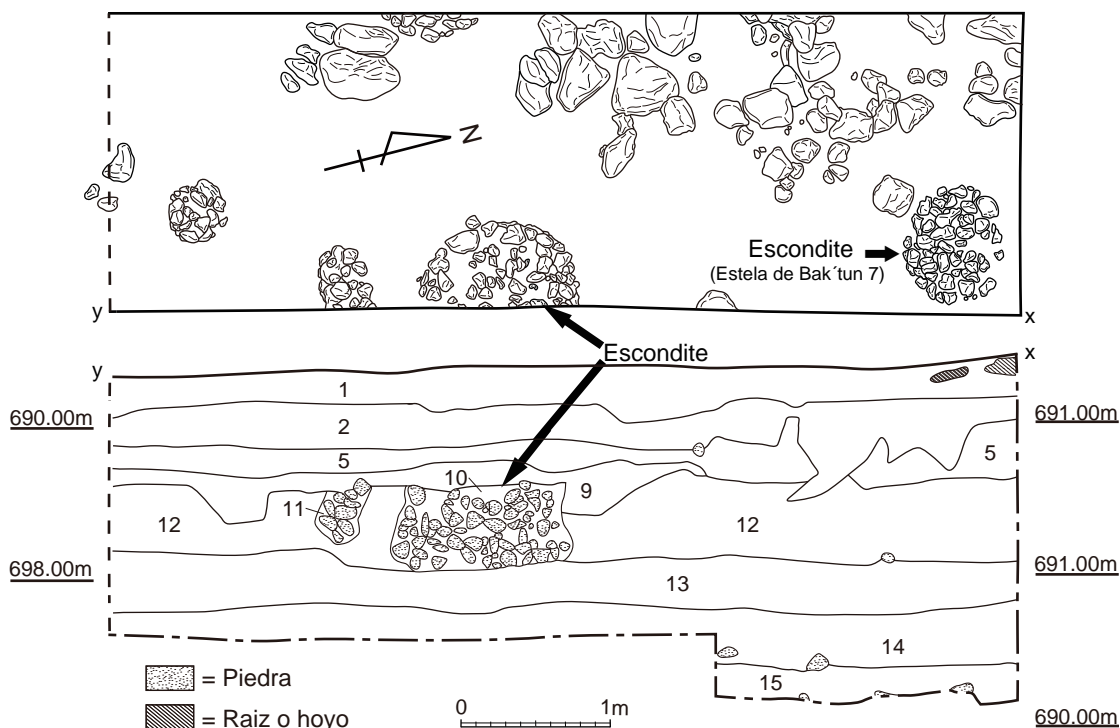 N
Escondite
(Estela de Bak´tun 7)
y
x
Escondite
y
x
1
690.00m
691.00m
2
5
5
10
9
11
12
12
698.00m
691.00m
13
14
15
= Piedra
= Raiz o hoyo
0
1m
690.00m